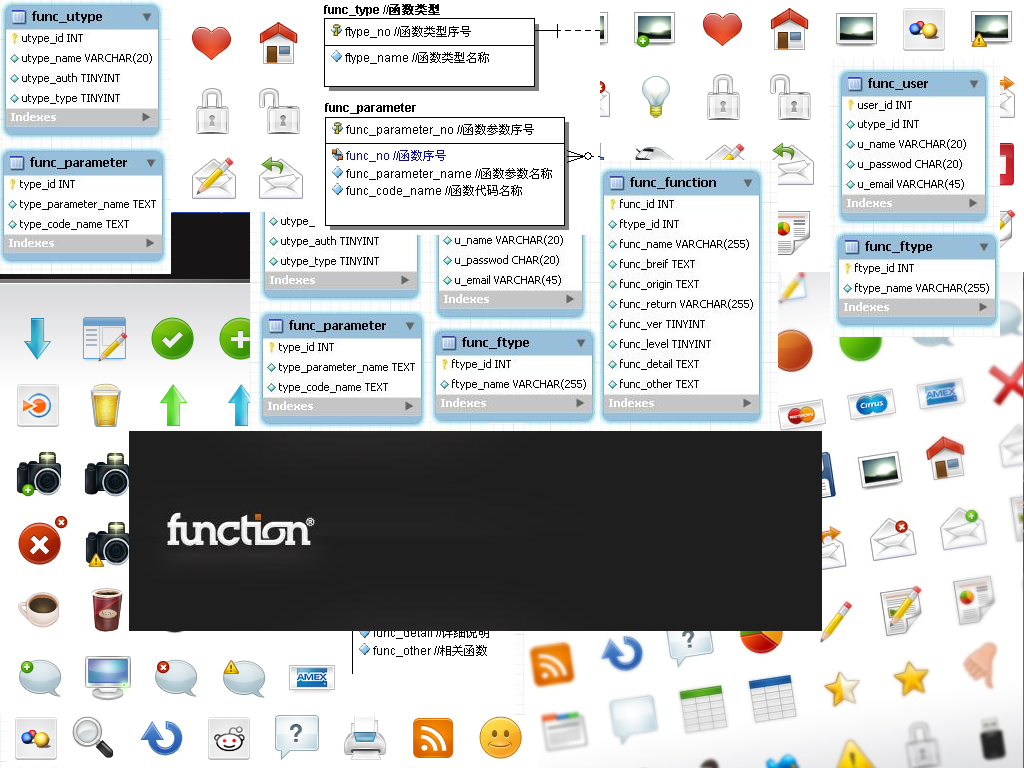 func_utype
utype_id INT
utype_name VARCHAR(20)
utype_auth TINYINT
utype_type TINYINT
Indexes
func_parameter
type_id INT
type_parameter_name TEXT
type_code_name TEXT
Indexes
func_type //函数类型
ftype_no //函数类型序号
ftype_name //函数类型名称
func_parameter
func_parameter_no //函数参数序号
func_no //函数序号
func_parameter_name //函数参数名称
func_code_name //函数代码名称
utype_
utype_auth TINYINT
utype_type TINYINT
Indexes
u_name VARCHAR(20)
u_passwod CHAR(20)
u_email VARCHAR(45)
Indexes
func_parameter
type_id INT
type_parameter_name TEXT
type_code_name TEXT
Indexes
func_ftype
ftype_id INT
ftype_name VARCHAR(255)
Indexes
func_function
func_id INT
ftype_id INT
func_name VARCHAR(255)
func_breif TEXT
func_origin TEXT
func_return VARCHAR(255)
func_ver TINYINT
func_level TINYINT
func_detail TEXT
func_other TEXT
Indexes
func_user
user_id INT
utype_id INT
u_name VARCHAR(20)
u_passwod CHAR(20)
u_email VARCHAR(45)
Indexes
func_ftype
ftype_id INT
ftype_name VARCHAR(255)
Indexes
Cirrus
AMEX
function®
func_detail //详细说明
func_other //相关函数
AMEX